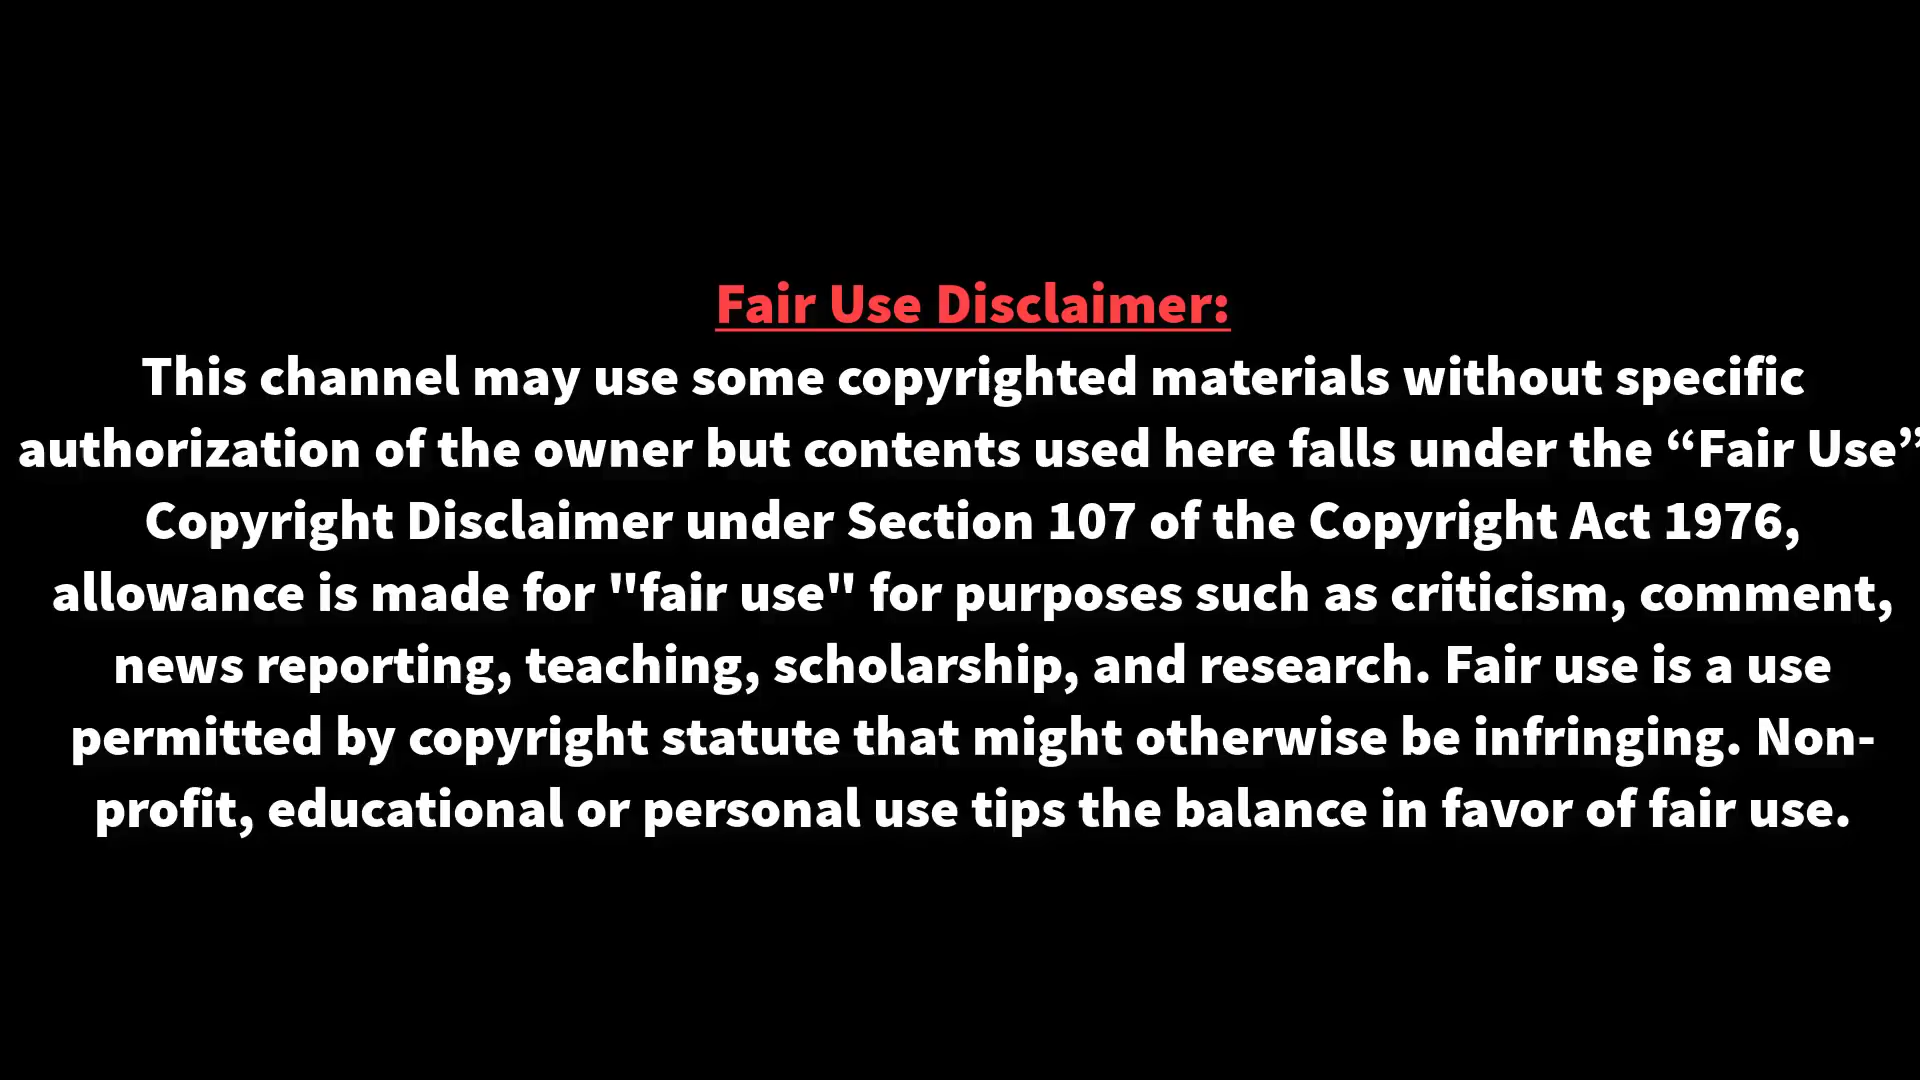 Fair Use Disclaimer:
This channel may use some copyrighted materials without specific
authorization of the owner but contents used here falls under the “Fair Use”
Copyright Disclaimer under Section 107 of the Copyright Act 1976,
allowance is made for "fair use" for purposes such as criticism, comment,
news reporting, teaching, scholarship, and research. Fair use is a use
permitted by copyright statute that might otherwise be infringing. Non-
profit, educational or personal use tips the balance in favor of fair use.